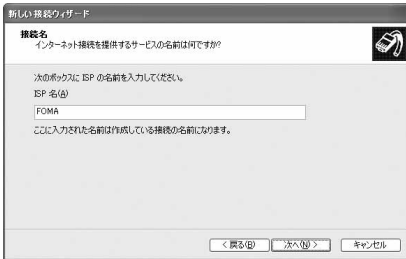 新しい接続ウィザード
接続名
インターネット接続を提供するサービスの名前は何ですか?
次のボックスに ISP の名前を入力してください。
ISP 名(A)
FOMA
ここに入力された名前は作成している接続の名前になります。
< 戻る(B) 次へ(N) > キャンセル